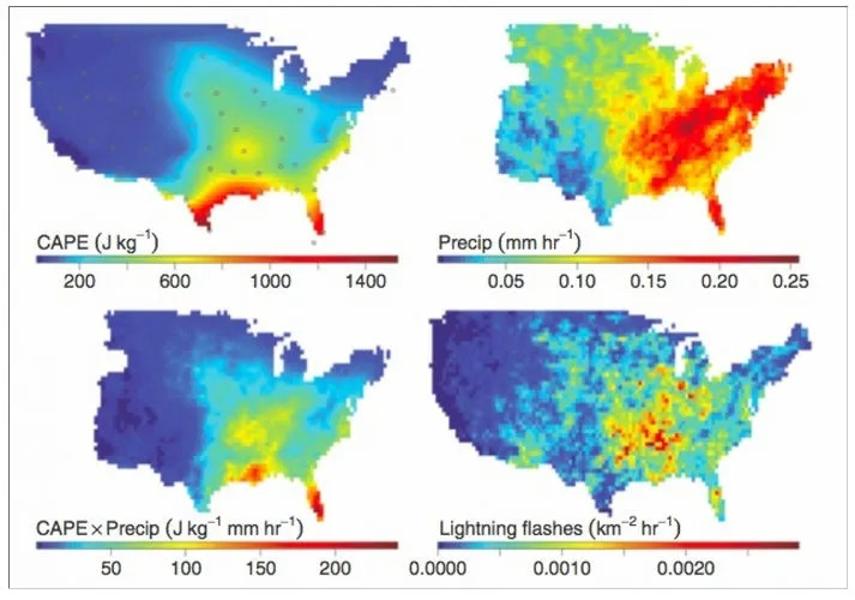 CAPE (J kg⁻¹)
200 600 1000 1400
Precip (mm hr⁻¹)
0.05 0.10 0.15 0.20 0.25
CAPE × Precip (J kg⁻¹ mm hr⁻¹)
50 100 150 200
Lightning flashes (km⁻² hr⁻¹)
0.0000 0.0010 0.0020